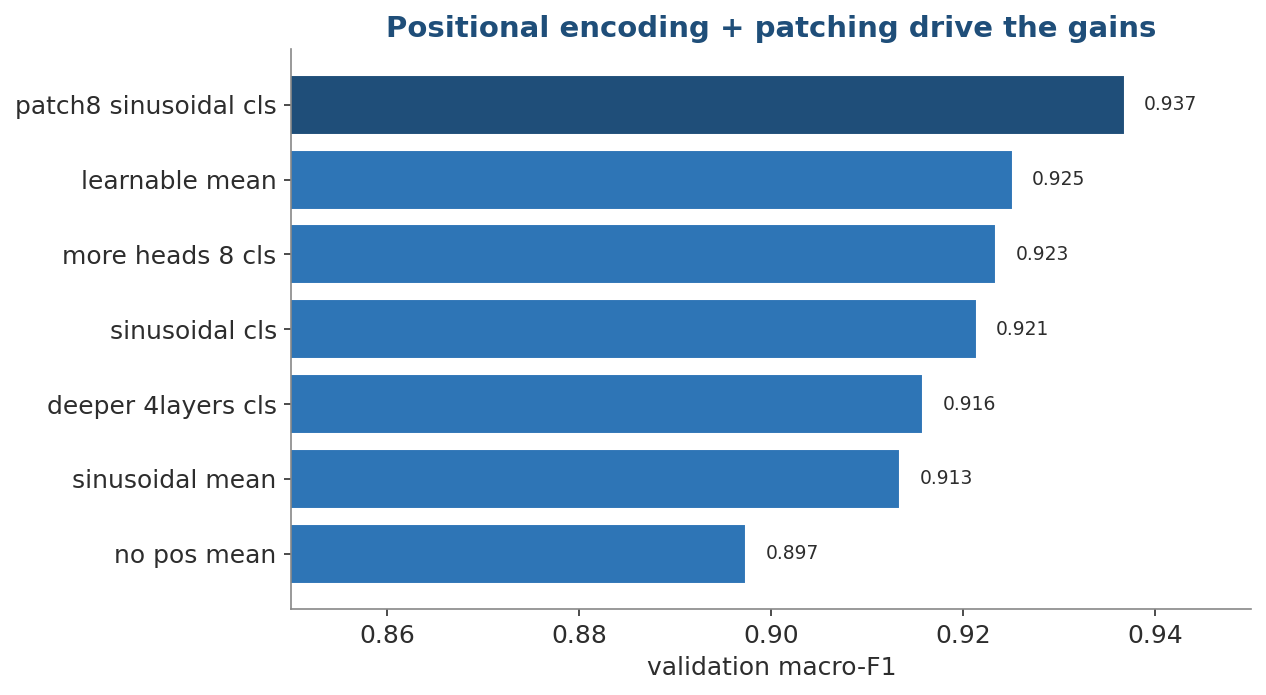 Positional encoding + patching drive the gains
patch8 sinusoidal cls 0.937
learnable mean 0.925
more heads 8 cls 0.923
sinusoidal cls 0.921
deeper 4layers cls 0.916
sinusoidal mean 0.913
no pos mean 0.897
0.86 0.88 0.90 0.92 0.94
validation macro-F1